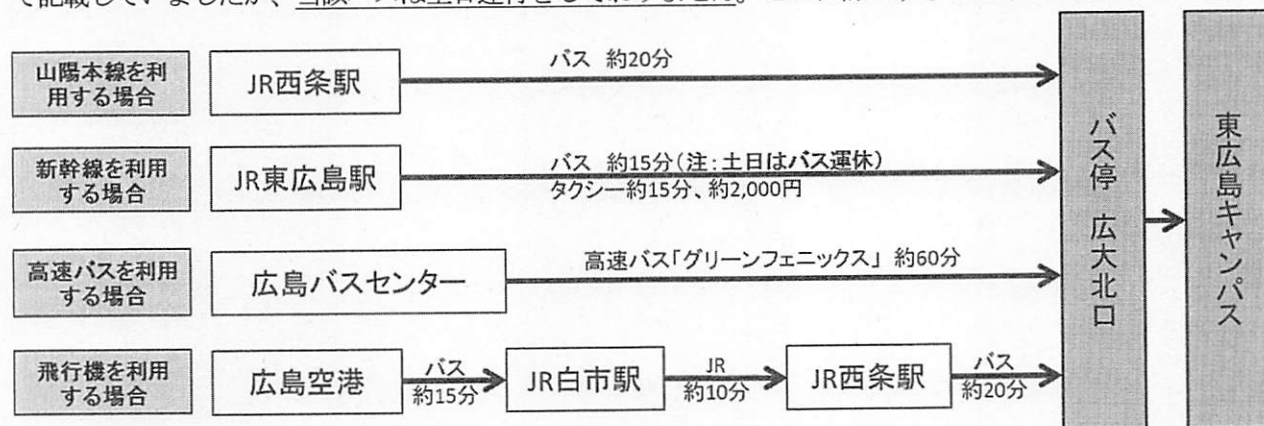 て記載していましたが、当該バスは土日運行をしておりません。
山陽本線を利
用する場合
JR西条駅
バス 約20分
新幹線を利用
する場合
JR東広島駅
バス 約15分(注:土日はバス運休)
タクシー約15分、約2,000円
高速バスを利用
する場合
広島バスセンター
高速バス「グリーンフェニックス」 約60分
飛行機を利用
する場合
広島空港
バス
約15分
JR白市駅
JR
約10分
JR西条駅
バス
約20分
バス停 広大北口
東広島キャンパス